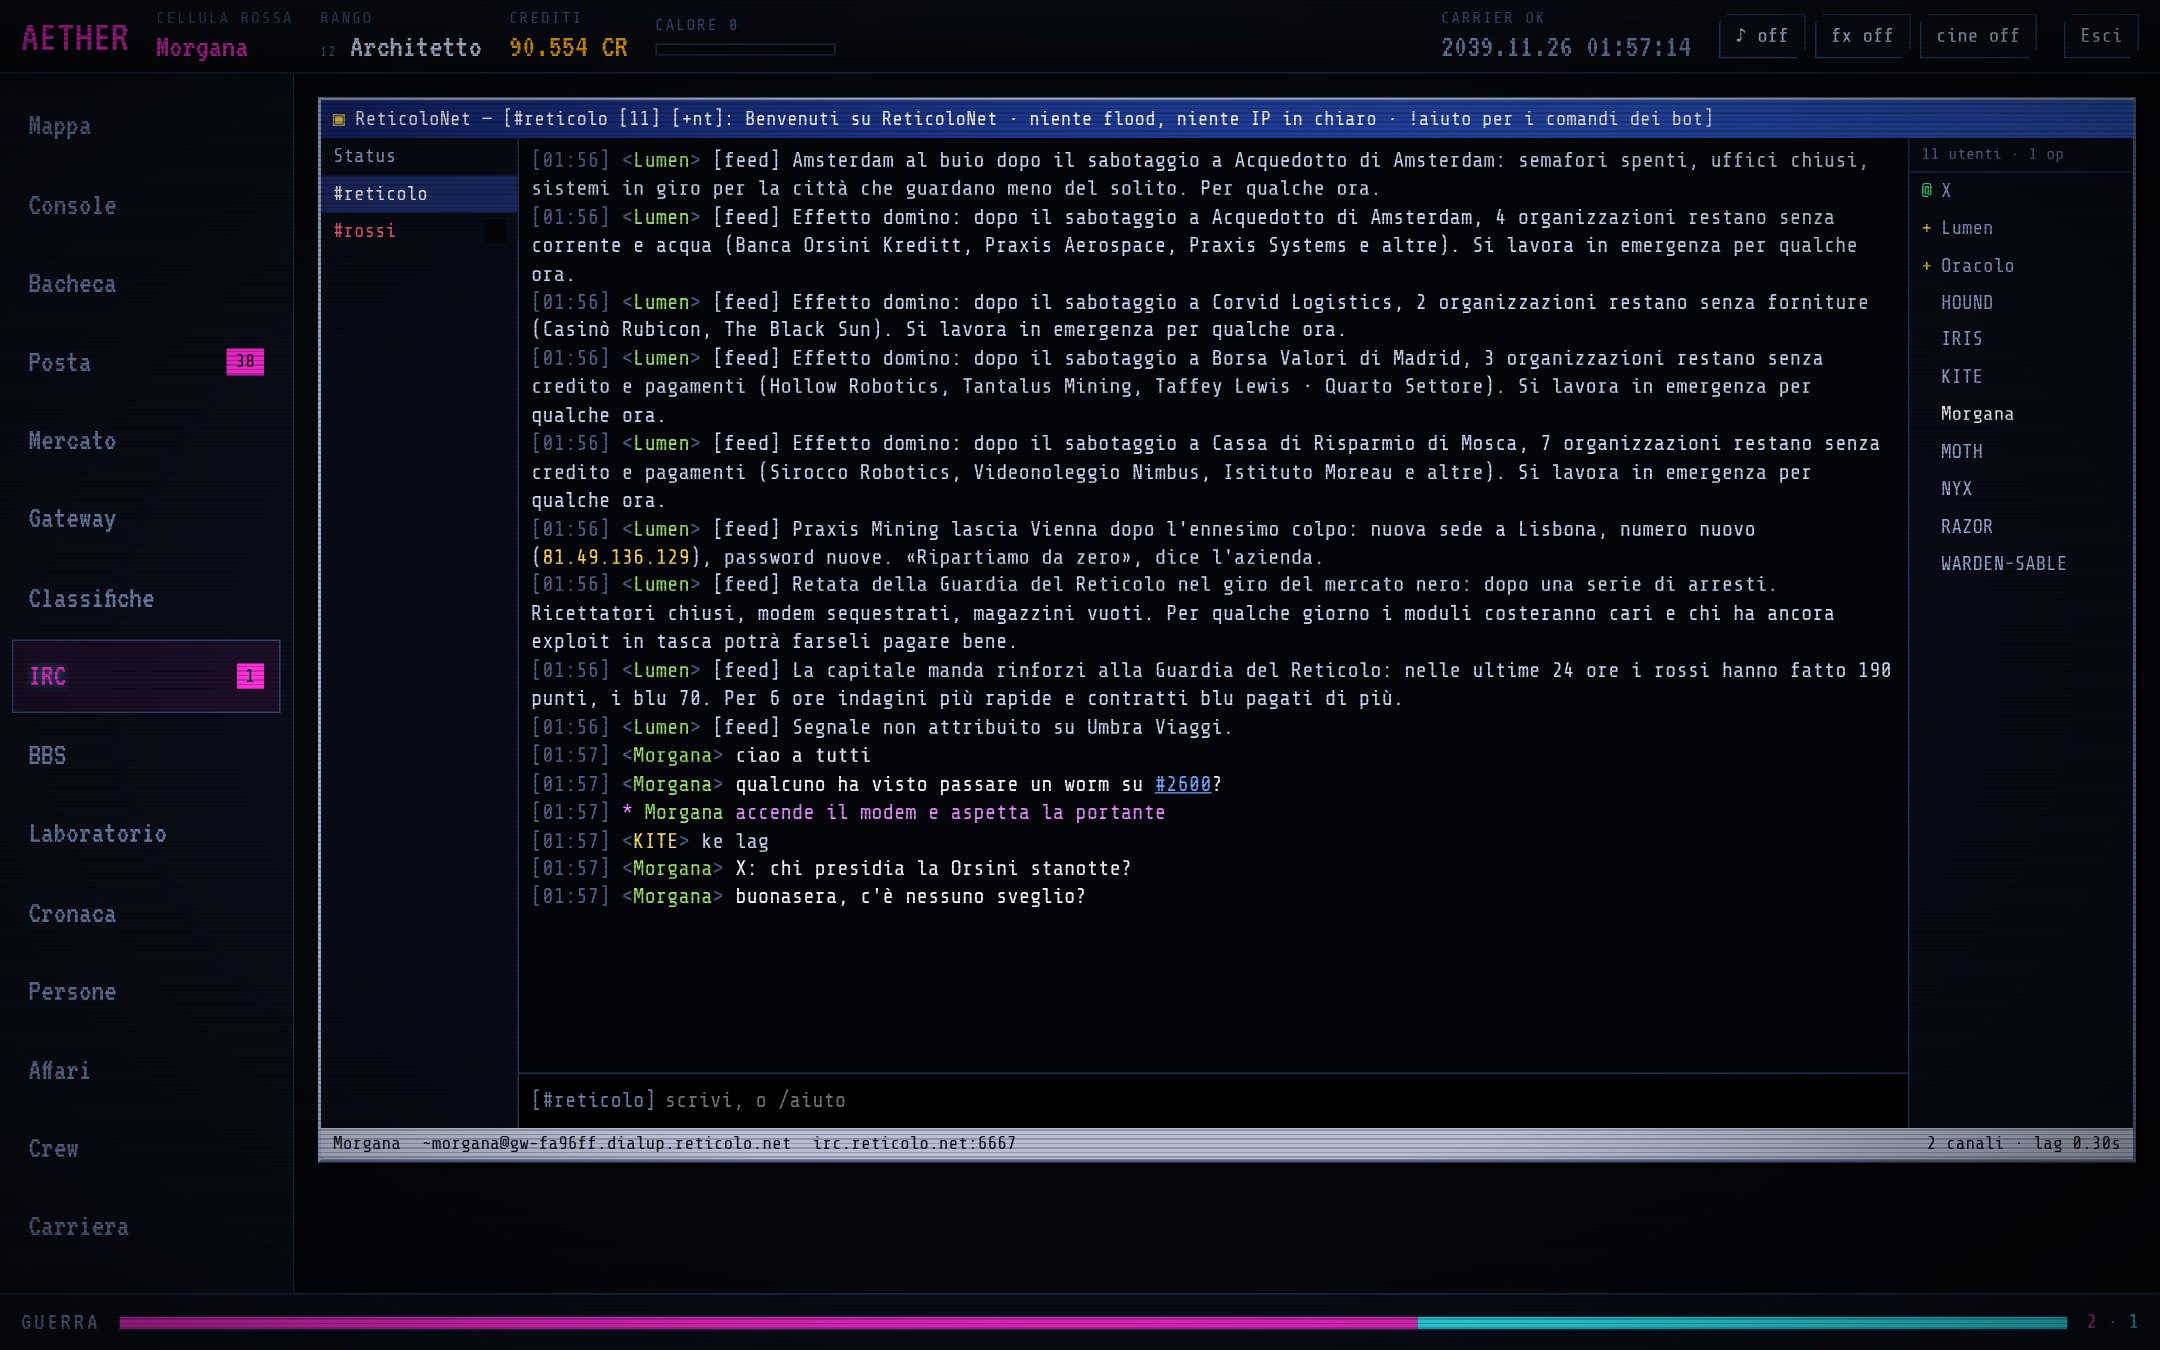 AETHER
CELLULA ROSSA
Morgana
RANGO
12 Architetto
CREDITI
90.554 CR
CALORE 0
CARRIER OK
2039.11.26 01:57:14
♪ off
fx off
cine off
Esci
Mappa
Console
Bacheca
Posta 38
Mercato
Gateway
Classifiche
IRC 1
BBS
Laboratorio
Cronaca
Persone
Affari
Crew
Carriera
▣ ReticoloNet — [#reticolo [11] [+nt]: Benvenuti su ReticoloNet · niente flood, niente IP in chiaro · !aiuto per i comandi dei bot]
Status
#reticolo
#rossi
[01:56] <Lumen> [feed] Amsterdam al buio dopo il sabotaggio a Acquedotto di Amsterdam: semafori spenti, uffici chiusi,
sistemi in giro per la città che guardano meno del solito. Per qualche ora.
[01:56] <Lumen> [feed] Effetto domino: dopo il sabotaggio a Acquedotto di Amsterdam, 4 organizzazioni restano senza
corrente e acqua (Banca Orsini Kreditt, Praxis Aerospace, Praxis Systems e altre). Si lavora in emergenza per qualche
ora.
[01:56] <Lumen> [feed] Effetto domino: dopo il sabotaggio a Corvid Logistics, 2 organizzazioni restano senza forniture
(Casinò Rubicon, The Black Sun). Si lavora in emergenza per qualche ora.
[01:56] <Lumen> [feed] Effetto domino: dopo il sabotaggio a Borsa Valori di Madrid, 3 organizzazioni restano senza
credito e pagamenti (Hollow Robotics, Tantalus Mining, Taffey Lewis · Quarto Settore). Si lavora in emergenza per
qualche ora.
[01:56] <Lumen> [feed] Effetto domino: dopo il sabotaggio a Cassa di Risparmio di Mosca, 7 organizzazioni restano senza
credito e pagamenti (Sirocco Robotics, Videonoleggio Nimbus, Istituto Moreau e altre). Si lavora in emergenza per
qualche ora.
[01:56] <Lumen> [feed] Praxis Mining lascia Vienna dopo l'ennesimo colpo: nuova sede a Lisbona, numero nuovo
(81.49.136.129), password nuove. «Ripartiamo da zero», dice l'azienda.
[01:56] <Lumen> [feed] Retata della Guardia del Reticolo nel giro del mercato nero: dopo una serie di arresti.
Ricettatori chiusi, modem sequestrati, magazzini vuoti. Per qualche giorno i moduli costeranno cari e chi ha ancora
exploit in tasca potrà farseli pagare bene.
[01:56] <Lumen> [feed] La capitale manda rinforzi alla Guardia del Reticolo: nelle ultime 24 ore i rossi hanno fatto 190
punti, i blu 70. Per 6 ore indagini più rapide e contratti blu pagati di più.
[01:56] <Lumen> [feed] Segnale non attribuito su Umbra Viaggi.
[01:57] <Morgana> ciao a tutti
[01:57] <Morgana> qualcuno ha visto passare un worm su #2600?
[01:57] * Morgana accende il modem e aspetta la portante
[01:57] <KITE> ke lag
[01:57] <Morgana> X: chi presidia la Orsini stanotte?
[01:57] <Morgana> buonasera, c'è nessuno sveglio?
[#reticolo] scrivi, o /aiuto
11 utenti · 1 op
@ X
+ Lumen
+ Oracolo
HOUND
IRIS
KITE
Morgana
MOTH
NYX
RAZOR
WARDEN-SABLE
Morgana ~morgana@gw-fa96ff.dialup.reticolo.net irc.reticolo.net:6667
2 canali · lag 0.30s
GUERRA
2 · 1